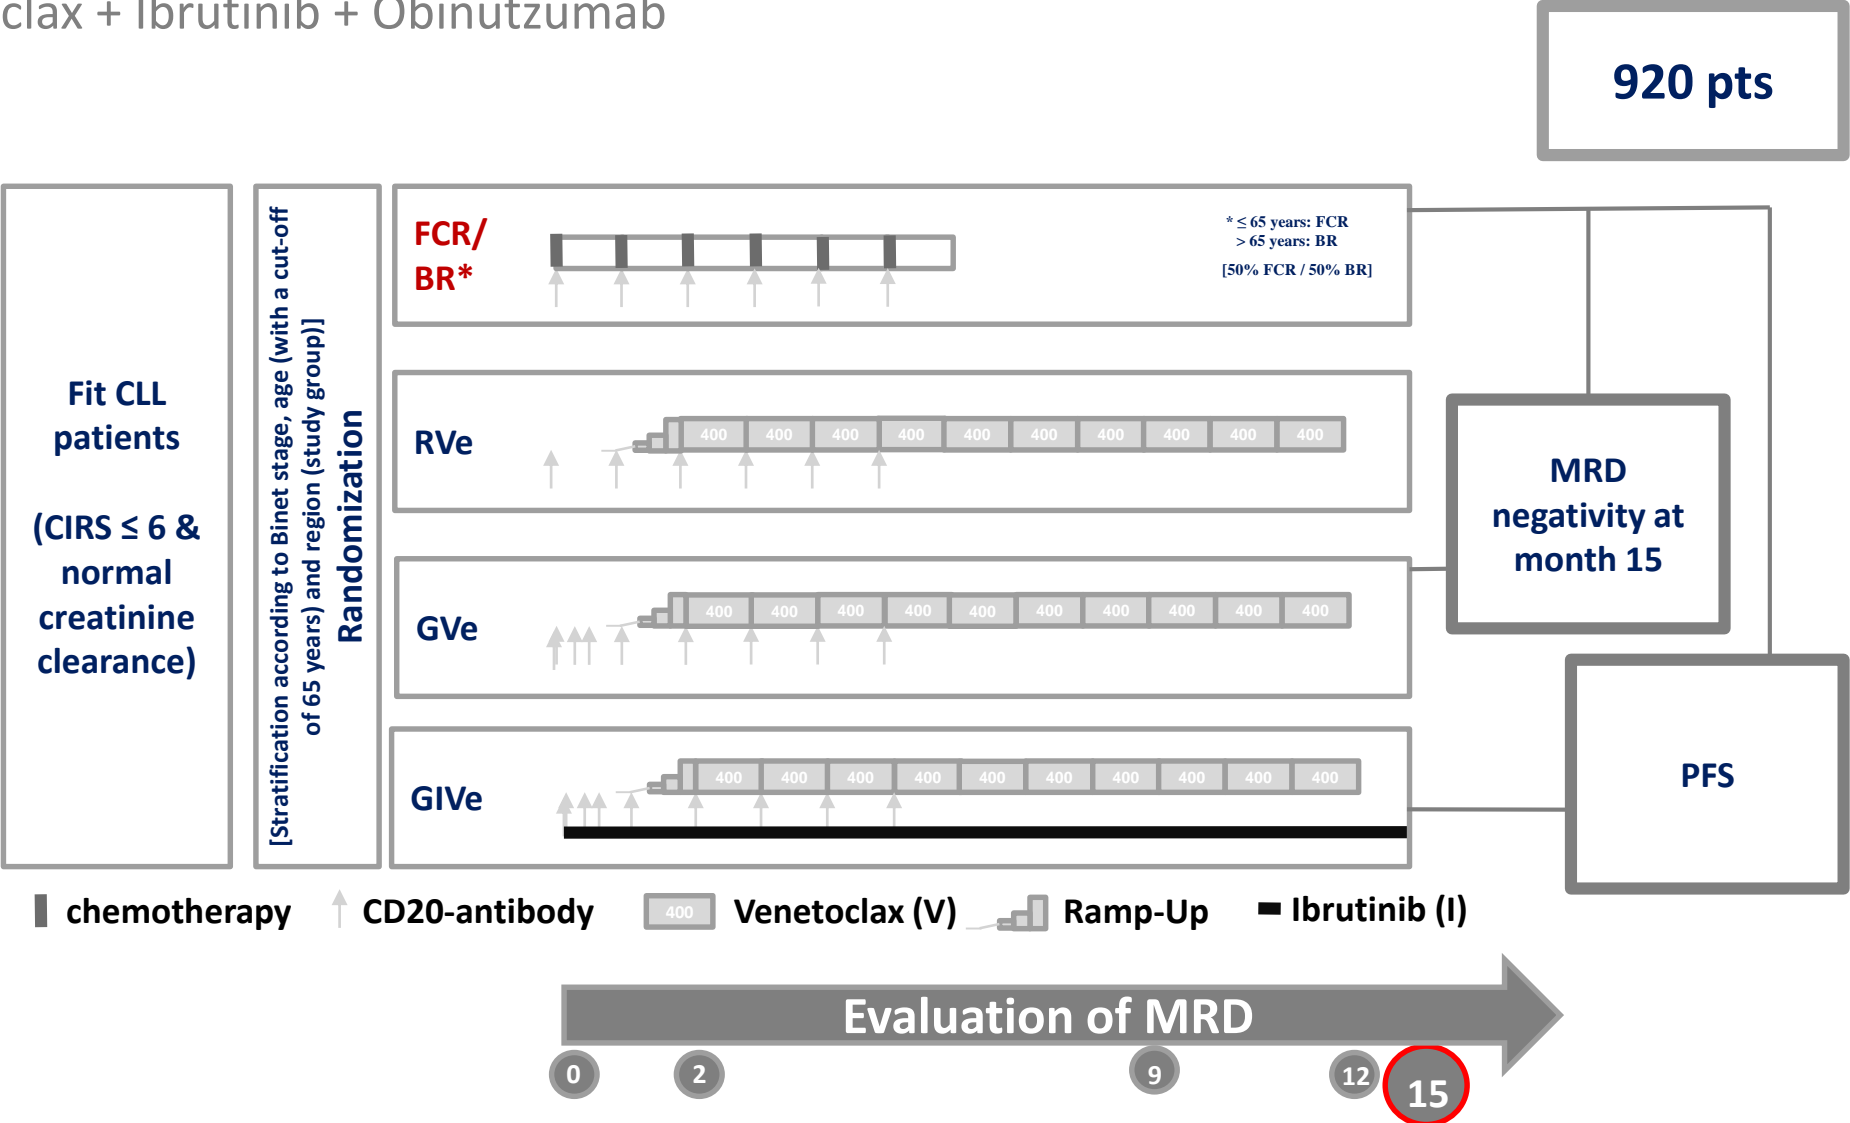 clax + Ibrutinib + Obinutzumab
920 pts
Fit CLL
patients
(CIRS ≤ 6 &
normal
creatinine
clearance)
[Stratification according to Binet stage, age (with a cut-off
of 65 years) and region (study group)]
Randomization
FCR/
BR*
* ≤ 65 years: FCR
> 65 years: BR
[50% FCR / 50% BR]
RVe
400 400 400 400 400 400 400 400 400 400
GVe
400 400 400 400 400 400 400 400 400 400
GIVe
400 400 400 400 400 400 400 400 400 400
MRD
negativity at
month 15
PFS
chemotherapy CD20-antibody 400 Venetoclax (V) Ramp-Up Ibrutinib (I)
Evaluation of MRD
0 2 9 12 15